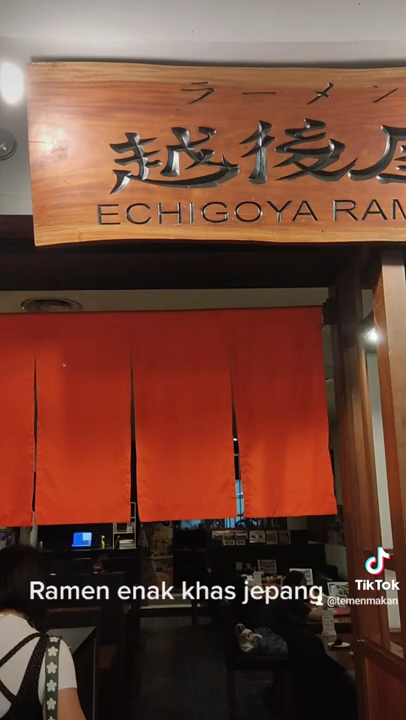 ラーメン
越後屋
ECHIGOYA RAM
Ramen enak khas jepang
TikTok
@temenmakan